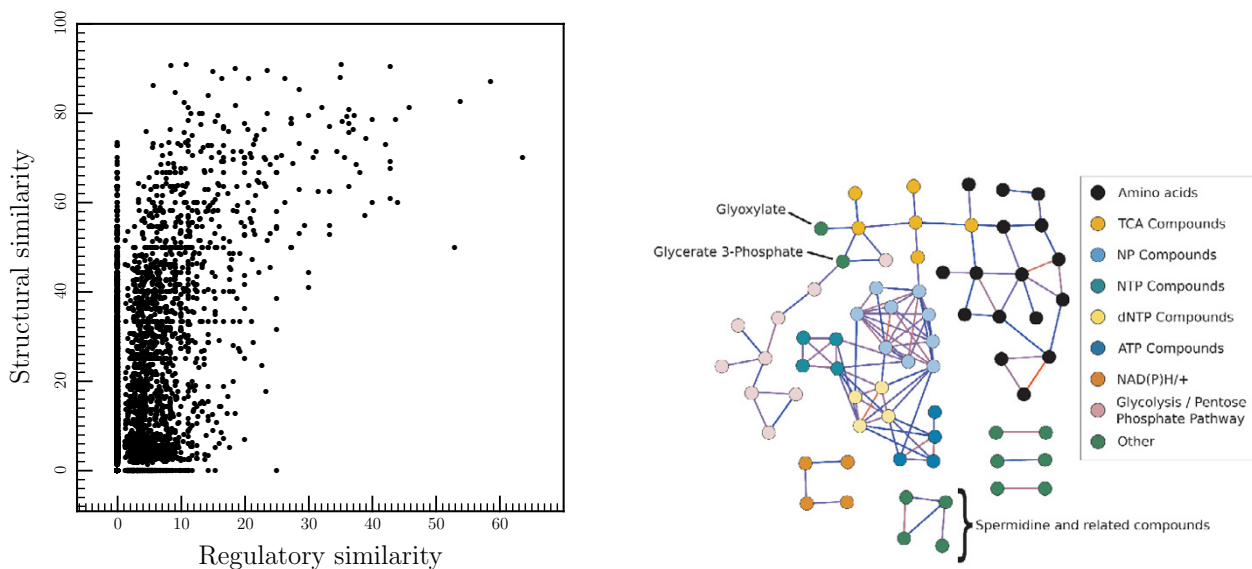 100
80
60
40
20
0
Structural similarity
0 10 20 30 40 50 60
Regulatory similarity
Glyoxylate
Glycerate 3-Phosphate
Amino acids
TCA Compounds
NP Compounds
NTP Compounds
dNTP Compounds
ATP Compounds
NAD(P)H/+
Glycolysis / Pentose
Phosphate Pathway
Other
Spermidine and related compounds